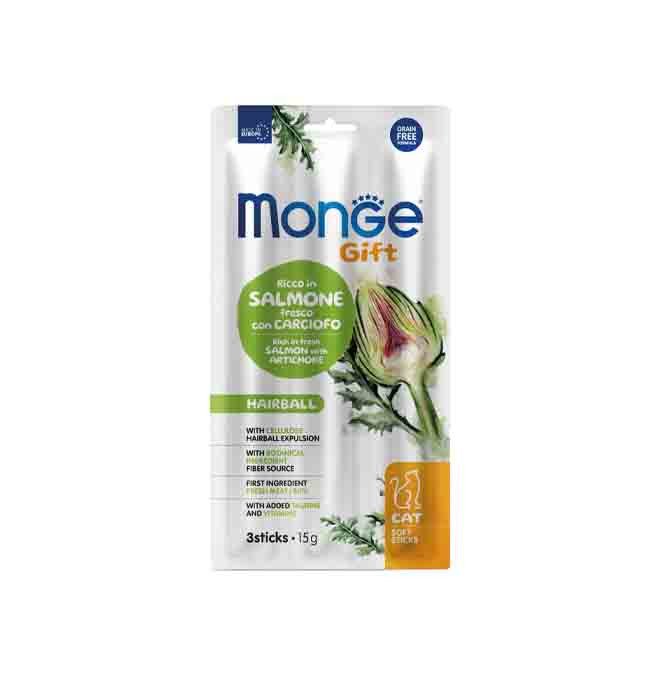 MADE IN
EUROPE
GRAIN
FREE
FORMULA
Monge
Gift
Ricco in
SALMONE
fresco
con CARCIOFO
Rich in fresh
SALMON with
ARTICHOKE
HAIRBALL
WITH CELLULOSE
HAIRBALL EXPULSION
WITH BOTANICAL
INGREDIENT
FIBER SOURCE
FIRST INGREDIENT
FRESH MEAT
WITH ADDED TAURINE
AND VITAMINS
3sticks • 15g
CAT
SOFT
STICKS